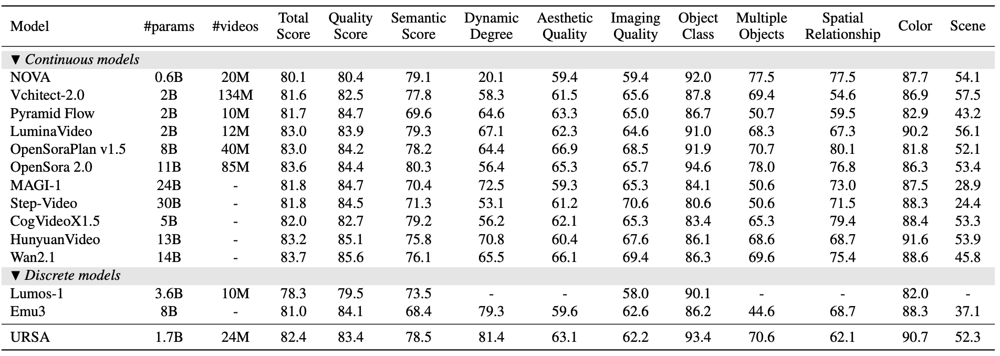 Model #params #videos Total Score Quality Score Semantic Score Dynamic Degree Aesthetic Quality Imaging Quality Object Class Multiple Objects Spatial Relationship Color Scene
▼ Continuous models
NOVA 0.6B 20M 80.1 80.4 79.1 20.1 59.4 59.4 92.0 77.5 77.5 87.7 54.1
Vchitect-2.0 2B 134M 81.6 82.5 77.8 58.3 61.5 65.6 87.8 69.4 54.6 86.9 57.5
Pyramid Flow 2B 10M 81.7 84.7 69.6 64.6 63.3 65.0 86.7 50.7 59.5 82.9 43.2
LuminaVideo 2B 12M 83.0 83.9 79.3 67.1 62.3 64.6 91.0 68.3 67.3 90.2 56.1
OpenSoraPlan v1.5 8B 40M 83.0 84.2 78.2 64.4 66.9 68.5 91.9 70.7 80.1 81.8 52.1
OpenSora 2.0 11B 85M 83.6 84.4 80.3 56.4 65.3 65.7 94.6 78.0 76.8 86.3 53.4
MAGI-1 24B - 81.8 84.7 70.4 72.5 59.3 65.3 84.1 50.6 73.0 87.5 28.9
Step-Video 30B - 81.8 84.5 71.3 53.1 61.2 70.6 80.6 50.6 71.5 88.3 24.4
CogVideoX1.5 5B - 82.0 82.7 79.2 56.2 62.1 65.3 83.4 65.3 79.4 88.4 53.3
HunyuanVideo 13B - 83.2 85.1 75.8 70.8 60.4 67.6 86.1 68.6 68.7 91.6 53.9
Wan2.1 14B - 83.7 85.6 76.1 65.5 66.1 69.4 86.3 69.6 75.4 88.6 45.8
▼ Discrete models
Lumos-1 3.6B 10M 78.3 79.5 73.5 - - 58.0 90.1 - - 82.0 -
Emu3 8B - 81.0 84.1 68.4 79.3 59.6 62.6 86.2 44.6 68.7 88.3 37.1
URSA 1.7B 24M 82.4 83.4 78.5 81.4 63.1 62.2 93.4 70.6 62.1 90.7 52.3